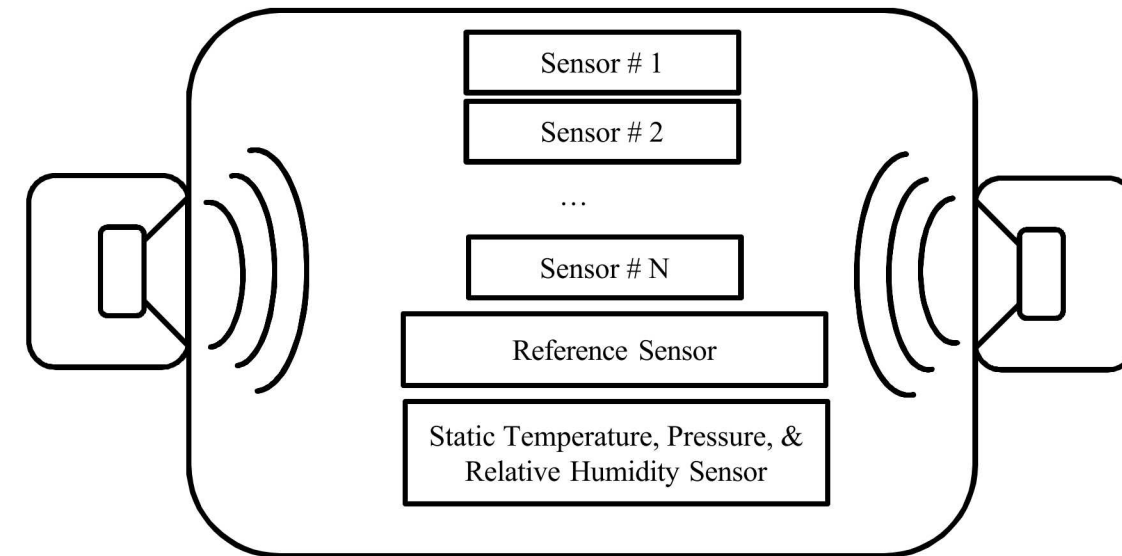 Sensor # 1
Sensor # 2
…
Sensor # N
Reference Sensor
Static Temperature, Pressure, &
Relative Humidity Sensor